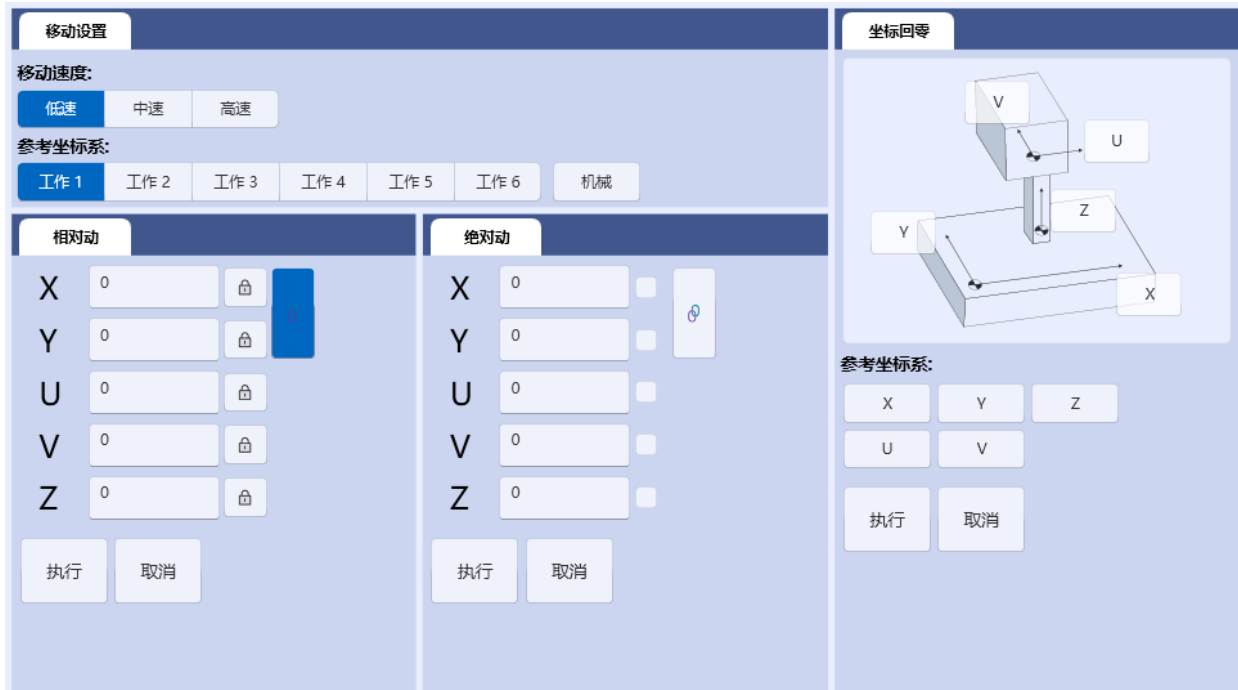 移动设置
移动速度:
低速 中速 高速
参考坐标系:
工作 1 工作 2 工作 3 工作 4 工作 5 工作 6 机械
相对动
X 0
Y 0
U 0
V 0
Z 0
执行 取消
绝对动
X 0
Y 0
U 0
V 0
Z 0
执行 取消
坐标回零
V
U
Z
Y
X
参考坐标系:
X Y Z
U V
执行 取消